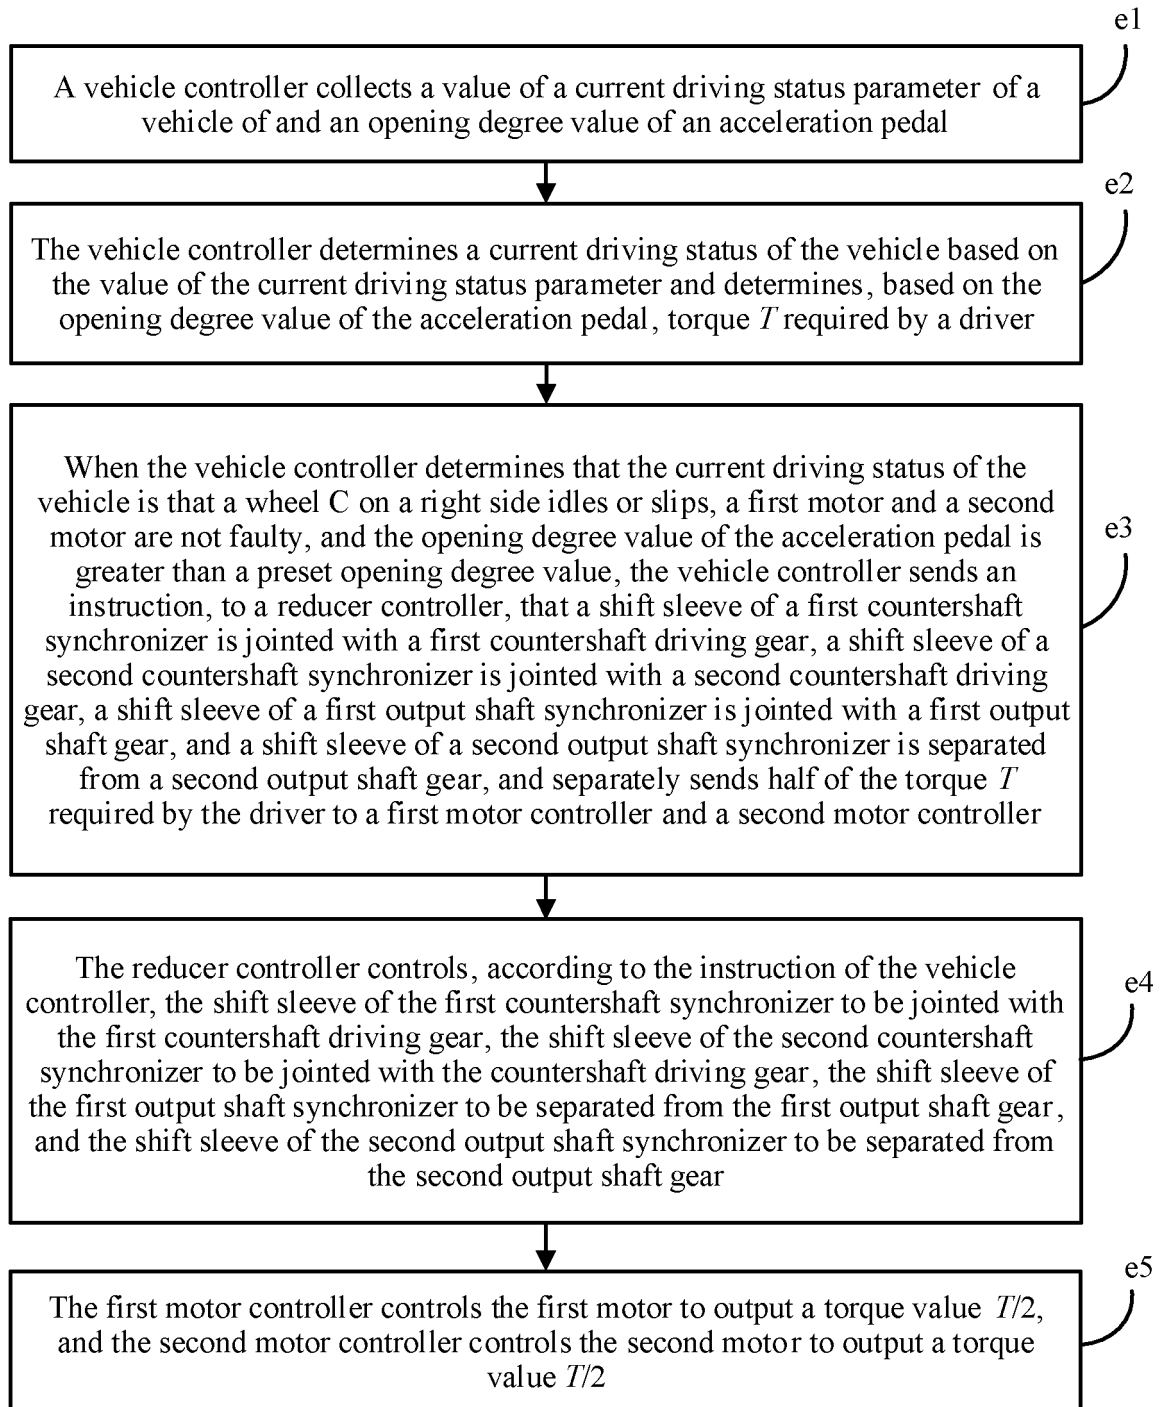 e1
A vehicle controller collects a value of a current driving status parameter of a
vehicle of and an opening degree value of an acceleration pedal
e2
The vehicle controller determines a current driving status of the vehicle based on
the value of the current driving status parameter and determines, based on the
opening degree value of the acceleration pedal, torque T required by a driver
e3
When the vehicle controller determines that the current driving status of the
vehicle is that a wheel C on a right side idles or slips, a first motor and a second
motor are not faulty, and the opening degree value of the acceleration pedal is
greater than a preset opening degree value, the vehicle controller sends an
instruction, to a reducer controller, that a shift sleeve of a first countershaft
synchronizer is jointed with a first countershaft driving gear, a shift sleeve of a
second countershaft synchronizer is jointed with a second countershaft driving
gear, a shift sleeve of a first output shaft synchronizer is jointed with a first output
shaft gear, and a shift sleeve of a second output shaft synchronizer is separated
from a second output shaft gear, and separately sends half of the torque T
required by the driver to a first motor controller and a second motor controller
e4
The reducer controller controls, according to the instruction of the vehicle
controller, the shift sleeve of the first countershaft synchronizer to be jointed with
the first countershaft driving gear, the shift sleeve of the second countershaft
synchronizer to be jointed with the countershaft driving gear, the shift sleeve of
the first output shaft synchronizer to be separated from the first output shaft gear,
and the shift sleeve of the second output shaft synchronizer to be separated from
the second output shaft gear
e5
The first motor controller controls the first motor to output a torque value T/2,
and the second motor controller controls the second motor to output a torque
value T/2